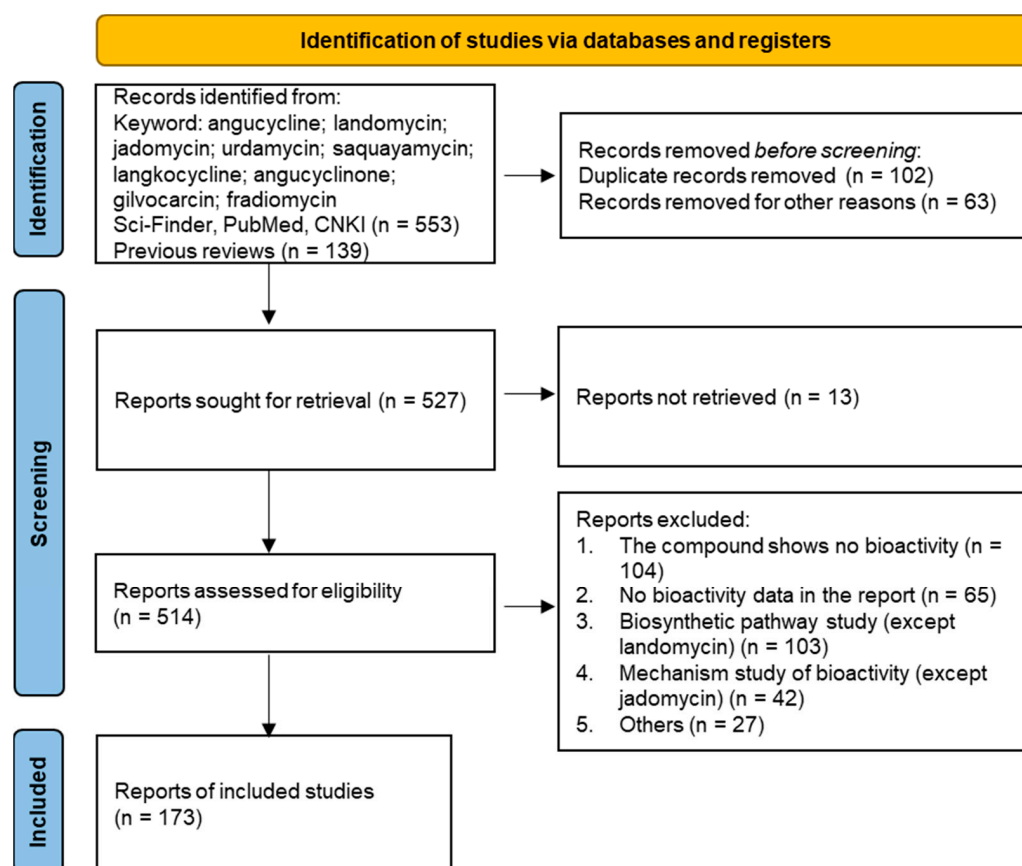 Identification of studies via databases and registers
Identification
Records identified from:
Keyword: angucycline; landomycin;
jadomycin; urdamycin; saquayamycin;
langkocycline; angucyclinone;
gilvocarcin; fradiomycin
Sci-Finder, PubMed, CNKI (n = 553)
Previous reviews (n = 139)
Records removed before screening:
Duplicate records removed (n = 102)
Records removed for other reasons (n = 63)
Screening
Reports sought for retrieval (n = 527)
Reports not retrieved (n = 13)
Reports assessed for eligibility
(n = 514)
Reports excluded:
1. The compound shows no bioactivity (n =
104)
2. No bioactivity data in the report (n = 65)
3. Biosynthetic pathway study (except
landomycin) (n = 103)
4. Mechanism study of bioactivity (except
jadomycin) (n = 42)
5. Others (n = 27)
Included
Reports of included studies
(n = 173)